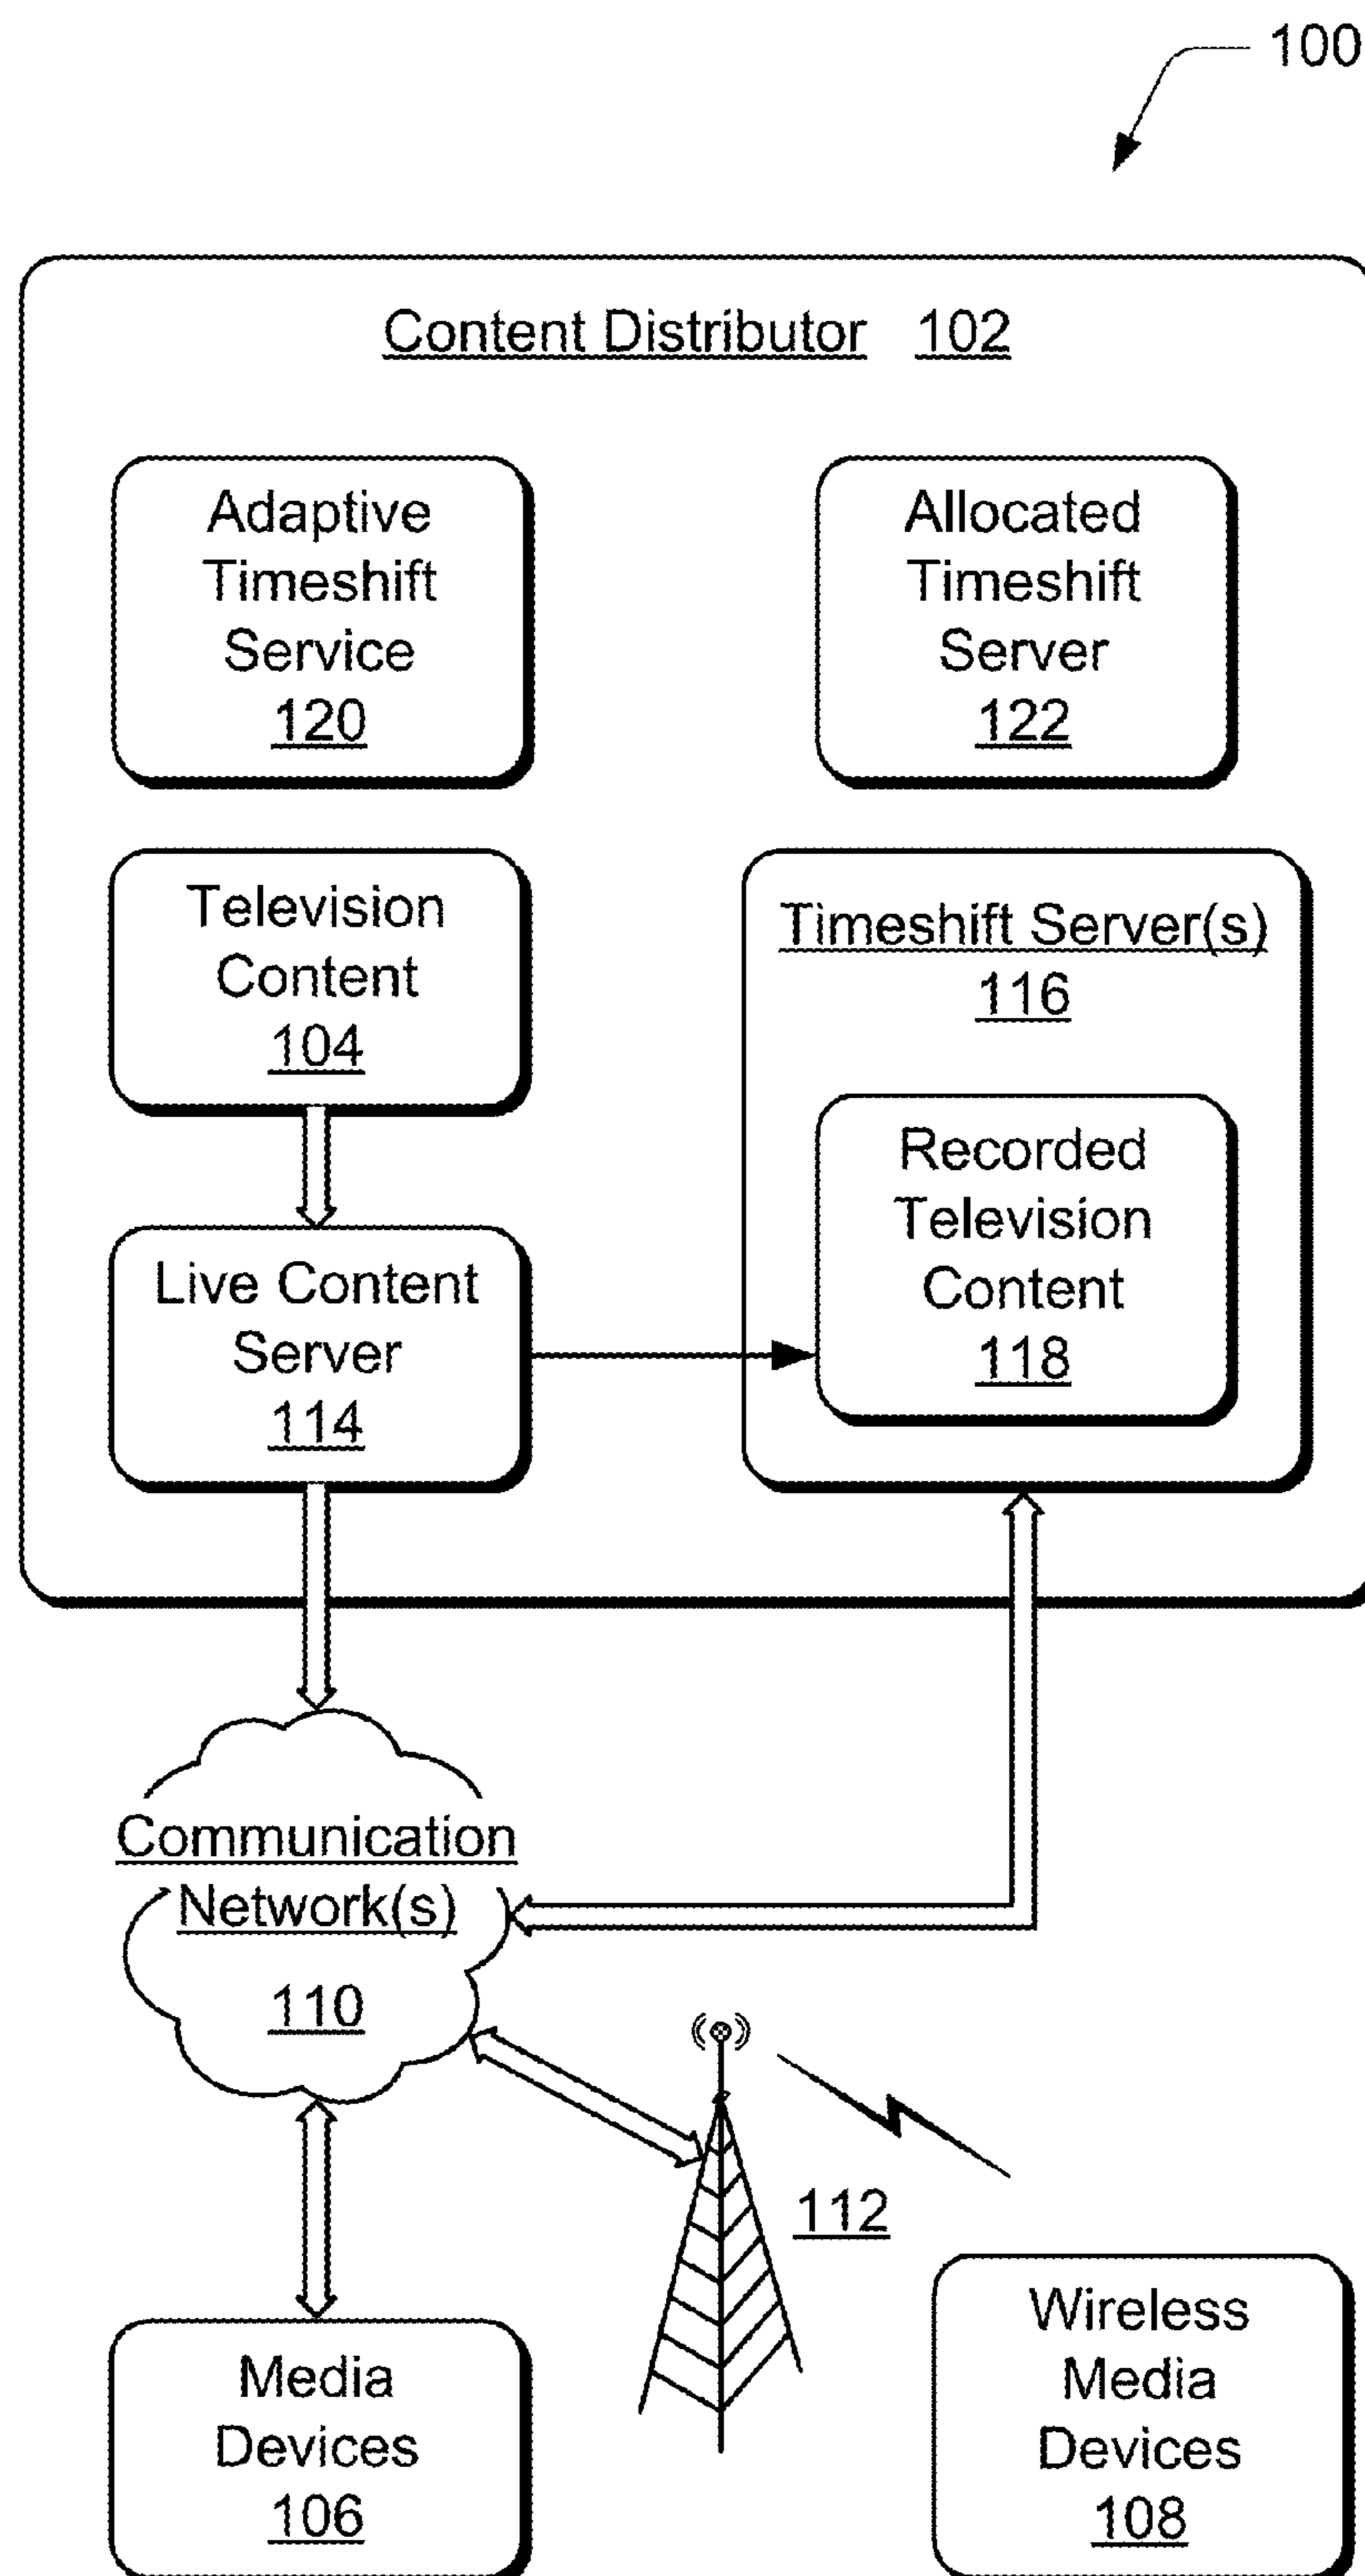 100
Content Distributor 102
Adaptive
Timeshift
Service
120
Allocated
Timeshift
Server
122
Television
Content
104
Timeshift Server(s)
116
Recorded
Television
Content
118
Live Content
Server
114
Communication
Network(s)
110
112
Media
Devices
106
Wireless
Media
Devices
108